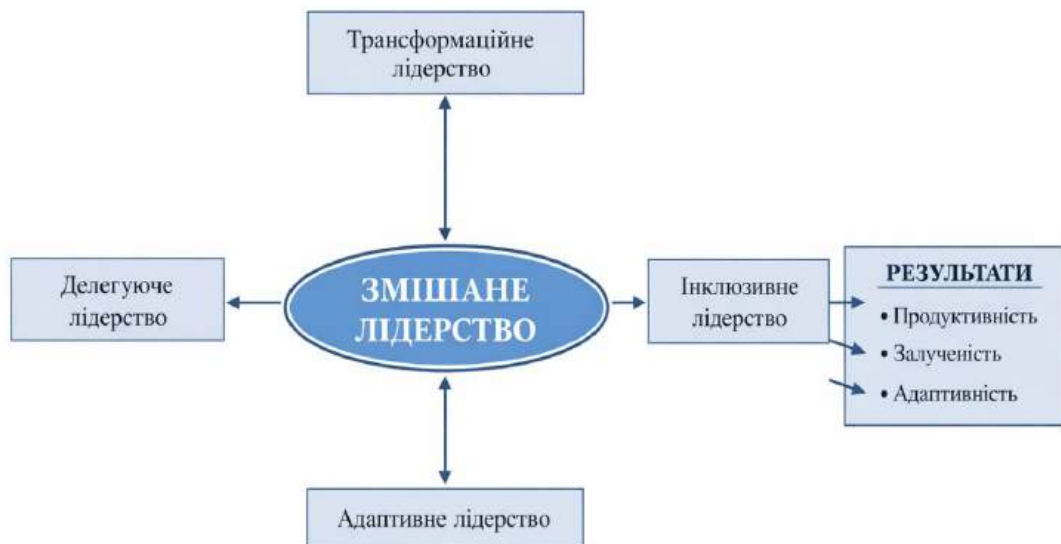 Трансформаційне
лідерство
Делегуюче
лідерство
ЗМІШАНЕ
ЛІДЕРСТВО
Інклюзивне
лідерство
РЕЗУЛЬТАТИ
• Продуктивність
• Залученість
• Адаптивність
Адаптивне лідерство